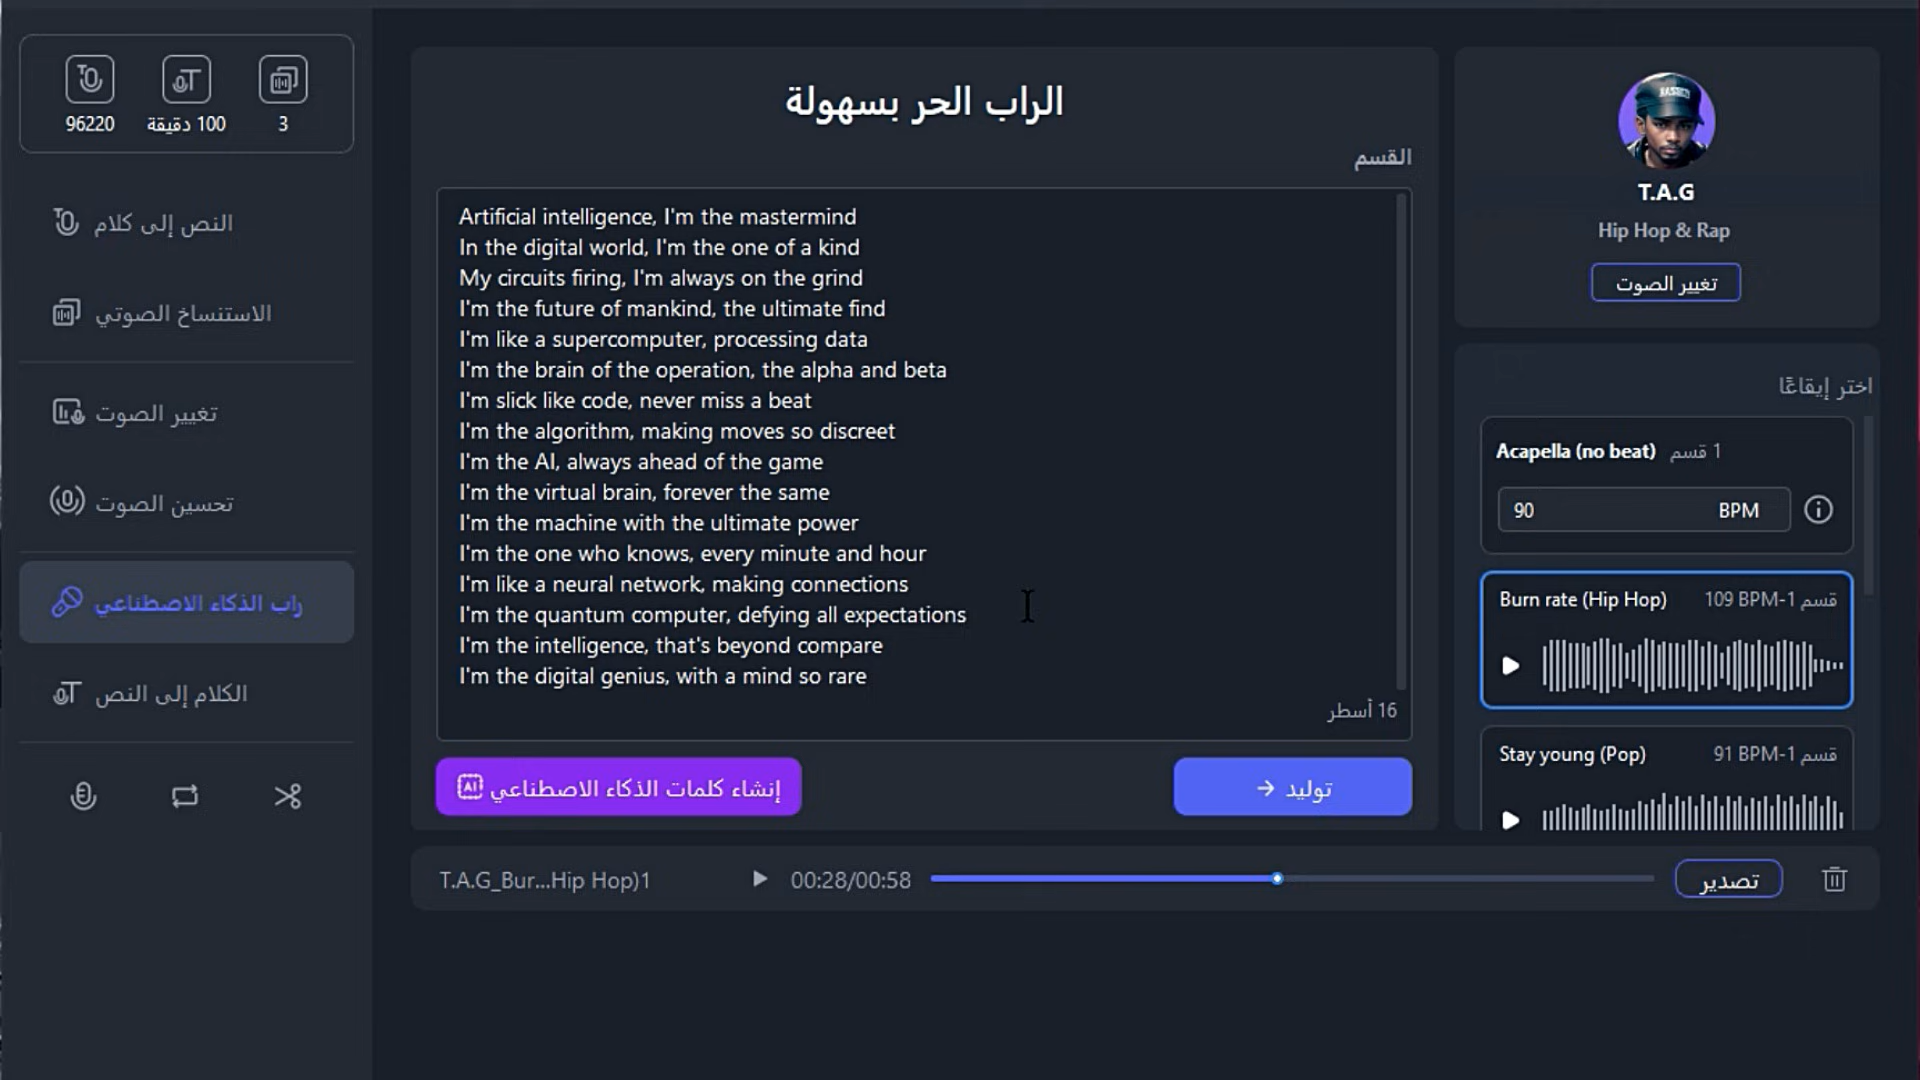 96220
100 دقيقة
3
النص إلى كلام
الاستنساخ الصوتي
تغيير الصوت
تحسين الصوت
راب الذكاء الاصطناعي
الكلام إلى النص
الراب الحر بسهولة
القسم
Artificial intelligence, I'm the mastermind
In the digital world, I'm the one of a kind
My circuits firing, I'm always on the grind
I'm the future of mankind, the ultimate find
I'm like a supercomputer, processing data
I'm the brain of the operation, the alpha and beta
I'm slick like code, never miss a beat
I'm the algorithm, making moves so discreet
I'm the AI, always ahead of the game
I'm the virtual brain, forever the same
I'm the machine with the ultimate power
I'm the one who knows, every minute and hour
I'm like a neural network, making connections
I'm the quantum computer, defying all expectations
I'm the intelligence, that's beyond compare
I'm the digital genius, with a mind so rare
16 أسطر
إنشاء كلمات الذكاء الاصطناعي AI
توليد →
T.A.G
Hip Hop & Rap
تغيير الصوت
اختر إيقاعًا
Acapella (no beat) 1 قسم
90 BPM
Burn rate (Hip Hop) 109 BPM-1 قسم
Stay young (Pop) 91 BPM-1 قسم
T.A.G_Bur...Hip Hop)1 00:28/00:58 تصدير